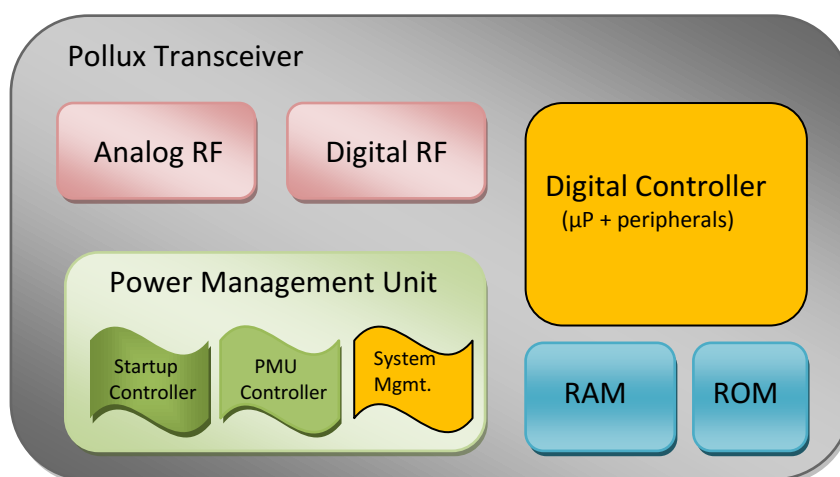 Pollux Transceiver
Analog RF
Digital RF
Digital Controller
(µP + peripherals)
Power Management Unit
Startup
Controller
PMU
Controller
System
Mgmt.
RAM
ROM